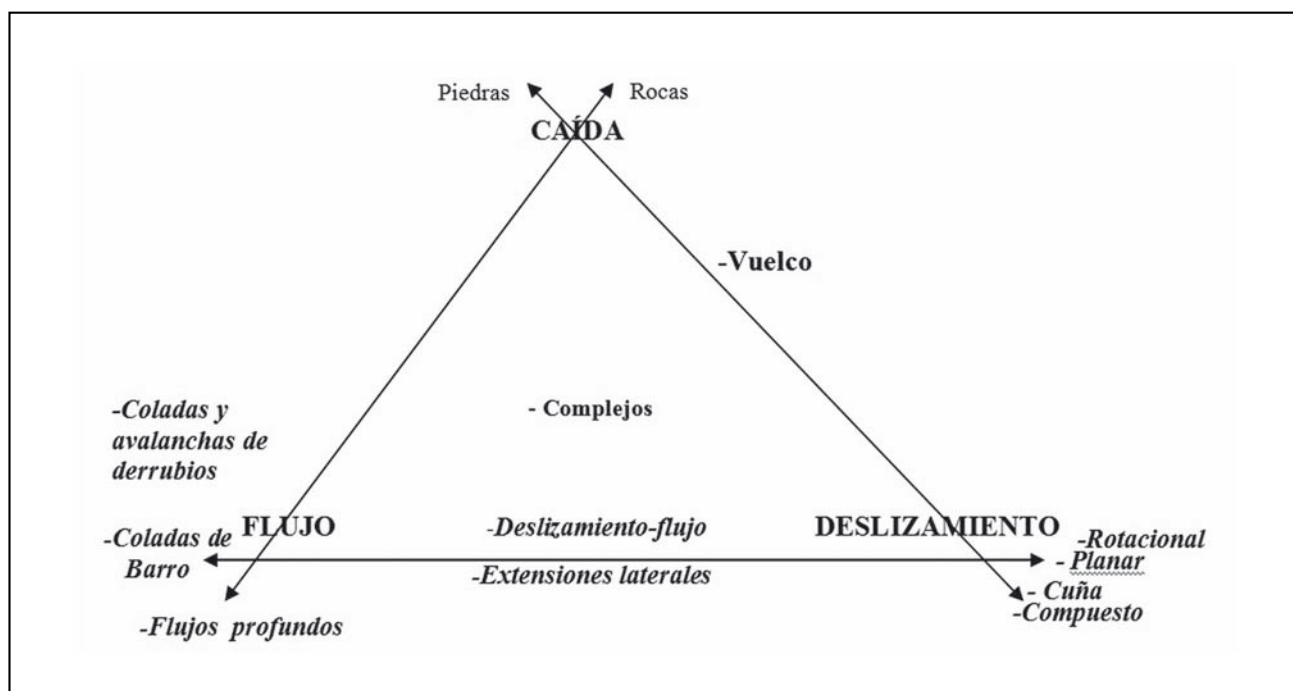 Piedras
Rocas
CAÍDA
-Vuelco
-Coladas y
avalanchas de
derrubios
- Complejos
FLUJO
-Deslizamiento-flujo
DESLIZAMIENTO
-Coladas de
Barro
-Rotacional
- Planar
-Extensiones laterales
- Cuña
-Compuesto
-Flujos profundos